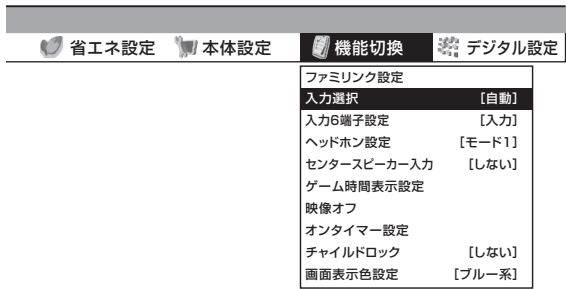 省エネ設定 本体設定 機能切換 デジタル設定
ファミリンク設定
入力選択 [自動]
入力6端子設定 [入力]
ヘッドホン設定 [モード1]
センタースピーカー入力 [しない]
ゲーム時間表示設定
映像オフ
オンタイマー設定
チャイルドロック [しない]
画面表示色設定 [ブルー系]